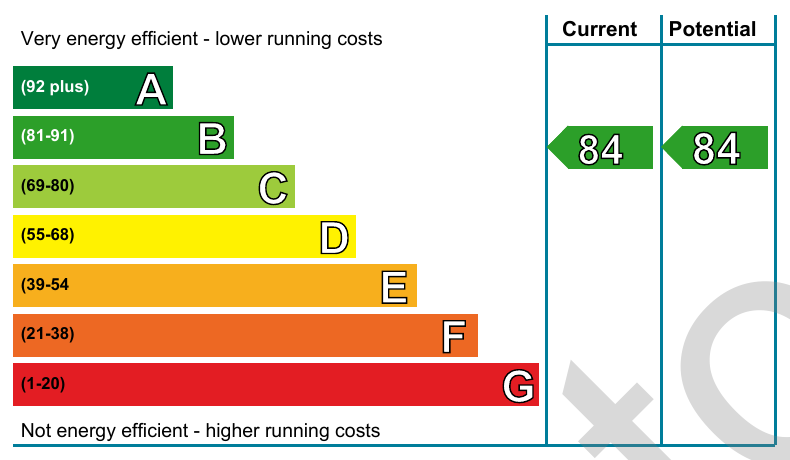 Current Potential
Very energy efficient - lower running costs
(92 plus) A
(81-91) B 84 84
(69-80) C
(55-68) D
(39-54 E
(21-38) F
(1-20) G
Not energy efficient - higher running costs